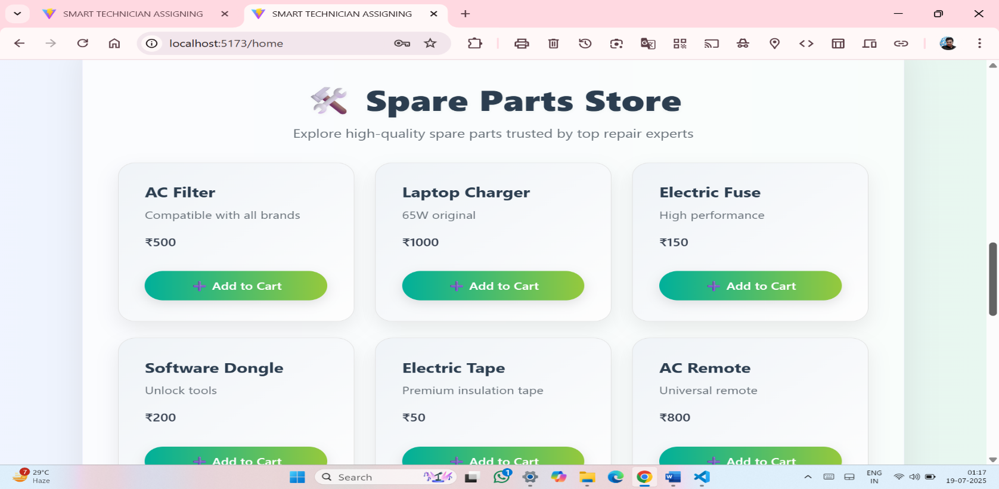 SMART TECHNICIAN ASSIGNING
SMART TECHNICIAN ASSIGNING
localhost:5173/home
Spare Parts Store
Explore high-quality spare parts trusted by top repair experts
AC Filter
Compatible with all brands
₹500
Add to Cart
Laptop Charger
65W original
₹1000
Add to Cart
Electric Fuse
High performance
₹150
Add to Cart
Software Dongle
Unlock tools
₹200
Add to Cart
Electric Tape
Premium insulation tape
₹50
Add to Cart
AC Remote
Universal remote
₹800
Add to Cart
7
29°C
Haze
Search
1
ENG
IN
01:17
19-07-2025